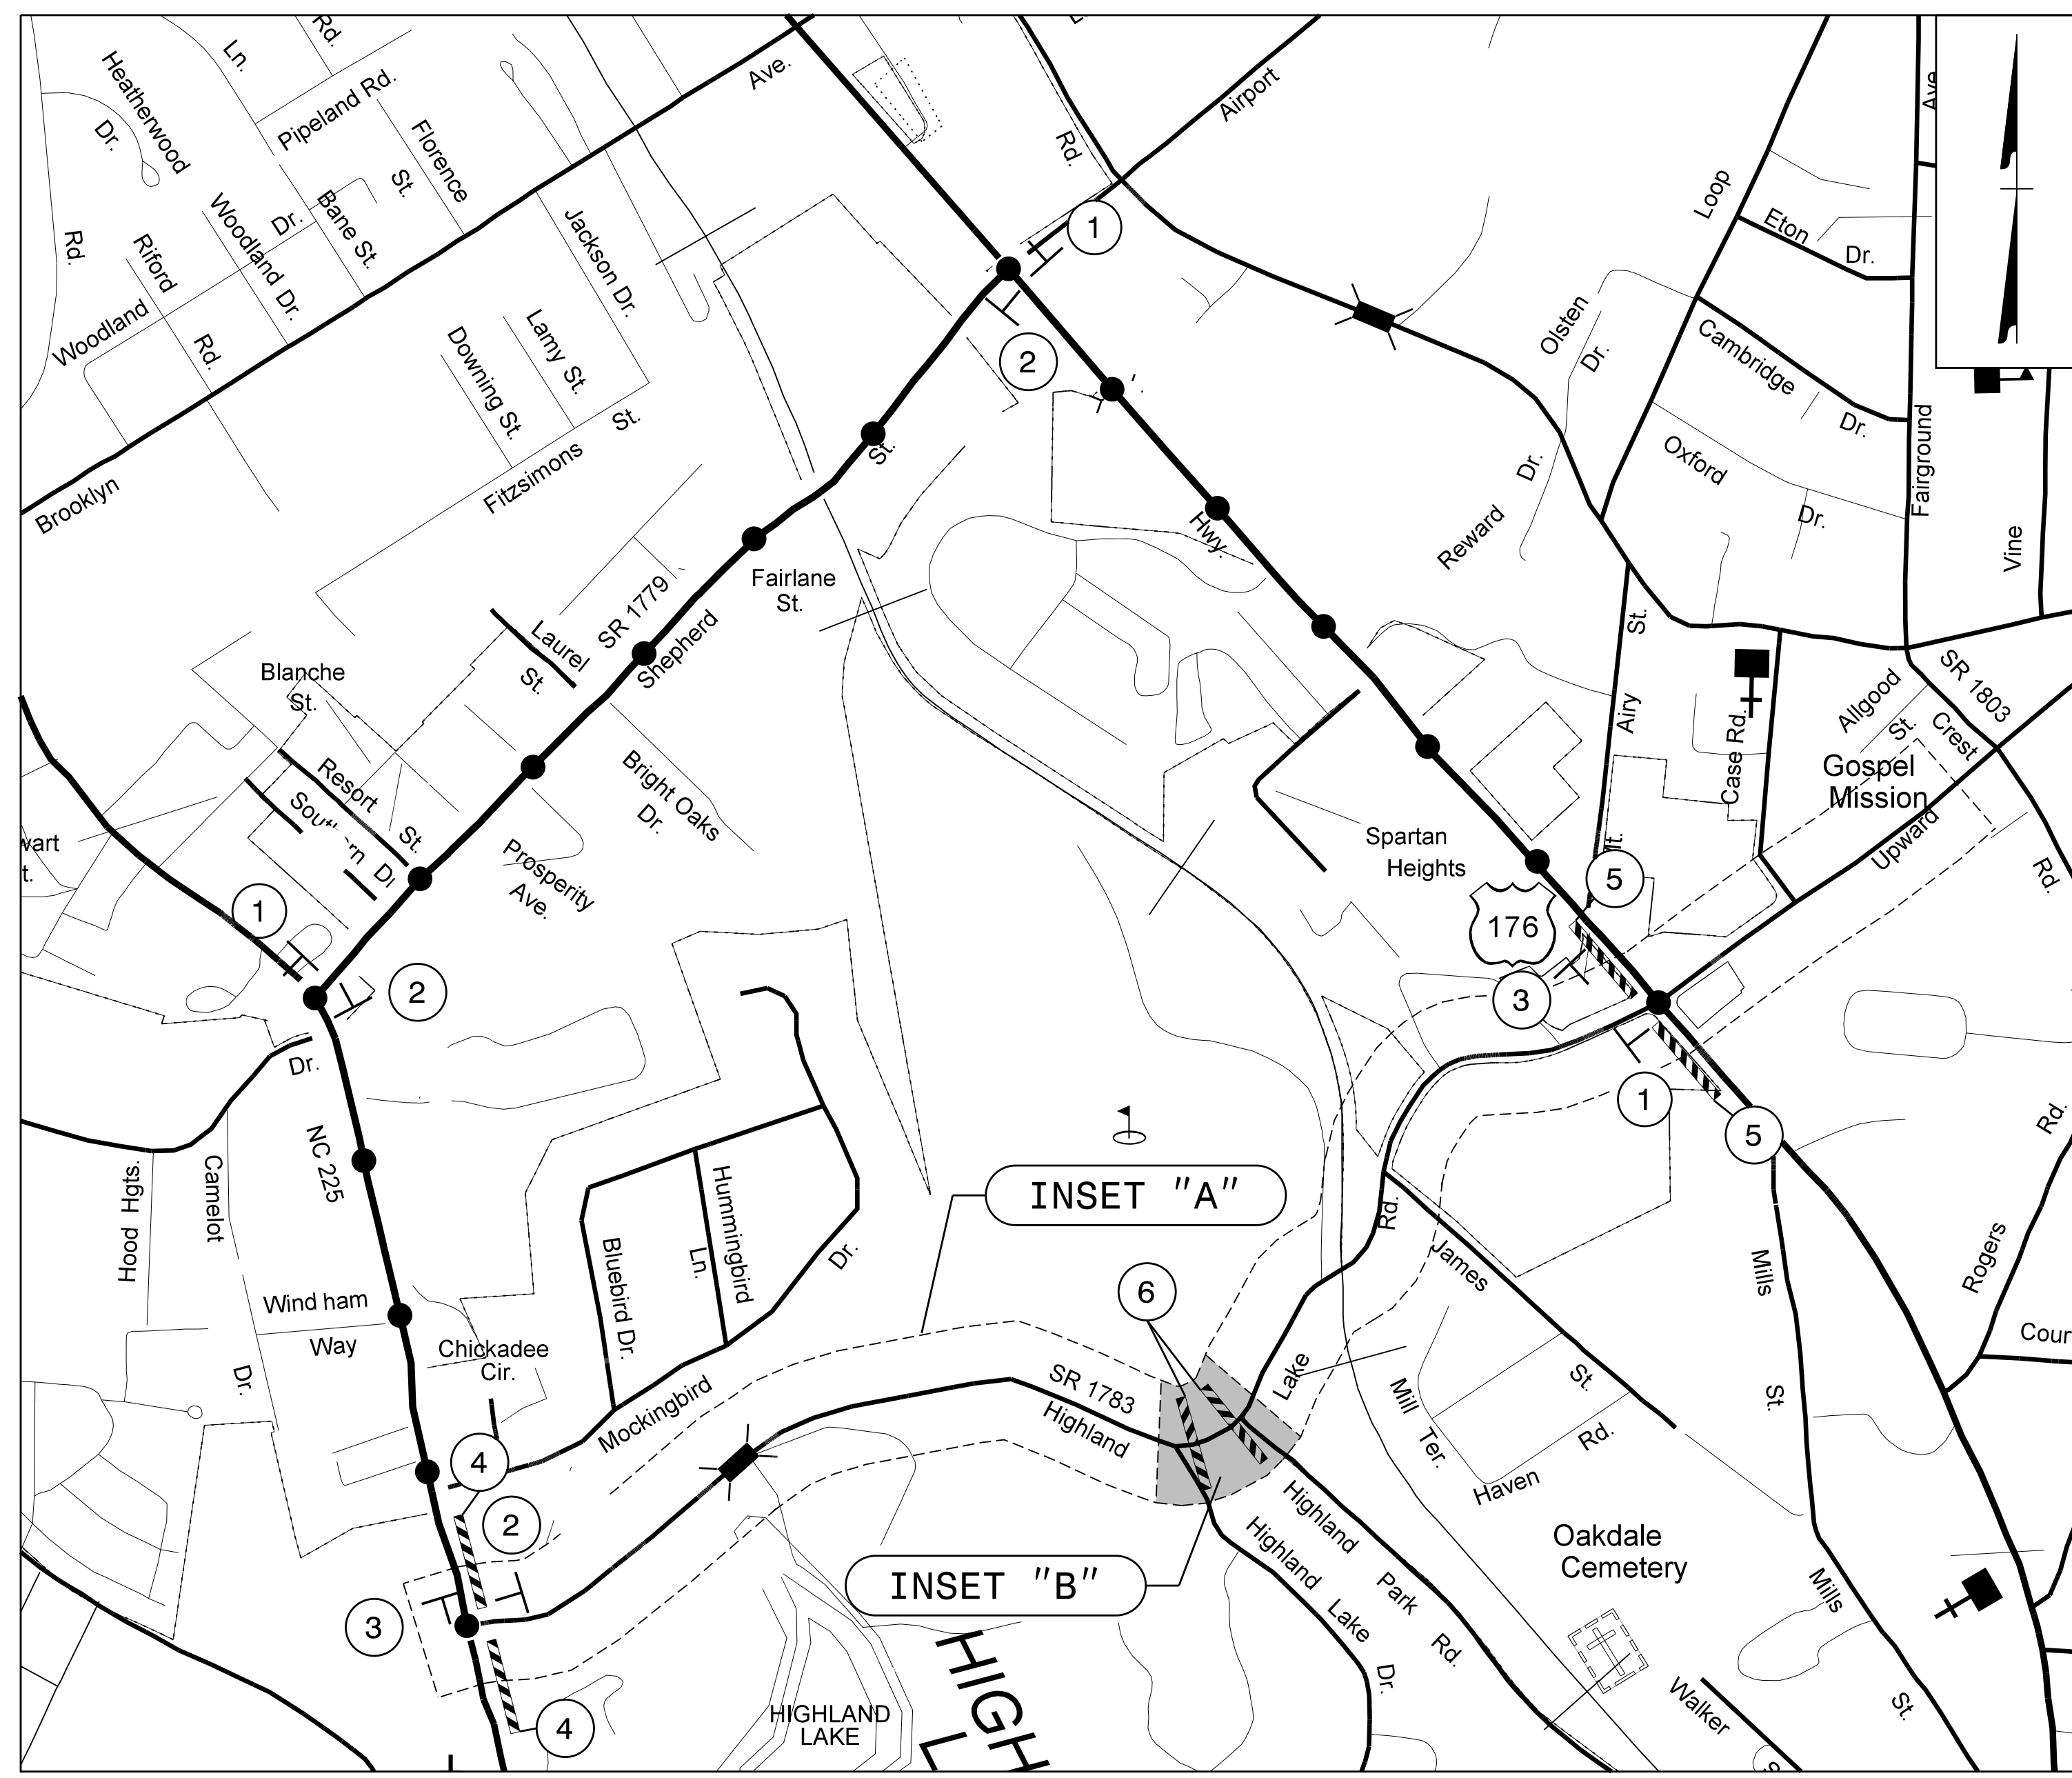 Heatherwood
Dr.
Ln.
Rd.
Pipeland Rd.
Florence
St.
Ave.
Rd.
Airport
Loop
Ave
Eton
Dr.
Rd.
Riford
Rd.
Woodland Dr.
Dr.
Bane St.
Jackson Dr.
Woodland
Brooklyn
Downing St.
Lamy St.
Fitzsimons
St.
1
2
St.
Hwy.
Olsten
Dr.
Reward
Dr.
Cambridge
Dr.
Oxford
Dr.
Fairground
Vine
Fairlane
St.
SR 1779
Shepherd
Laurel
St.
Blanche
St.
Resort
St.
Bright Oaks
Dr.
Prosperity
Ave.
1
2
St.
Airy
Case Rd.
Allgood
St.
SR 1803
Crest
Gospel
Mission
Upward
Rd.
Spartan
Heights
5
176
3
1
5
Dr.
NC 225
Hood Hgts.
Camelot
Dr.
Wind ham
Way
Chickadee
Cir.
Bluebird Dr.
Hummingbird
Ln.
Dr.
Mockingbird
INSET "A"
6
SR 1783
Highland
Lake
Rd.
James
St.
Mill
Ter.
Haven
Rd.
Mills
St.
Rogers
Rd.
Cour
4
2
3
4
INSET "B"
Highland
Park
Rd.
Highland
Lake
Dr.
Oakdale
Cemetery
Mills
St.
Walker
HIGHLAND
LAKE
HIGH
L